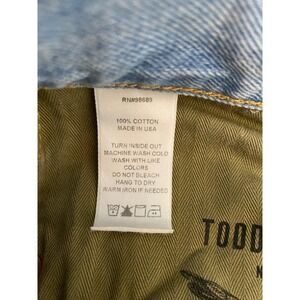 RN#98689
100% COTTON
MADE IN USA
TURN INSIDE OUT
MACHINE WASH COLD
WASH WITH LIKE
COLORS
DO NOT BLEACH
HANG TO DRY
WARM IRON IF NEEDED
TODD
N